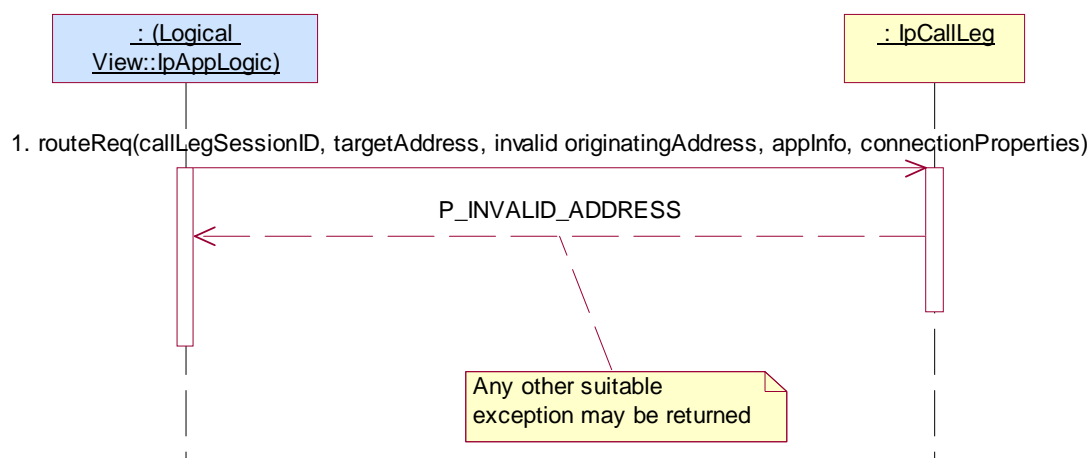 : (Logical
View::IpAppLogic)
: IpCallLeg
1. routeReq(callLegSessionID, targetAddress, invalid originatingAddress, appInfo, connectionProperties)
P_INVALID_ADDRESS
Any other suitable
exception may be returned